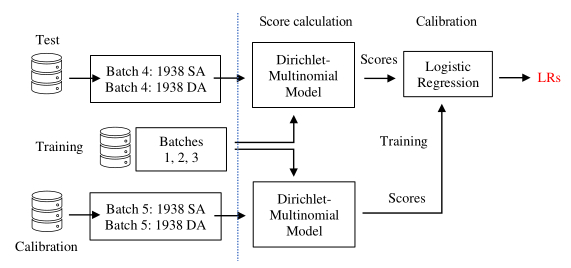 Score calculation
Calibration
Test
Batch 4: 1938 SA
Batch 4: 1938 DA
Dirichlet-
Multinomial
Model
Scores
Logistic
Regression
LRs
Training
Batches
1, 2, 3
Training
Calibration
Batch 5: 1938 SA
Batch 5: 1938 DA
Dirichlet-
Multinomial
Model
Scores